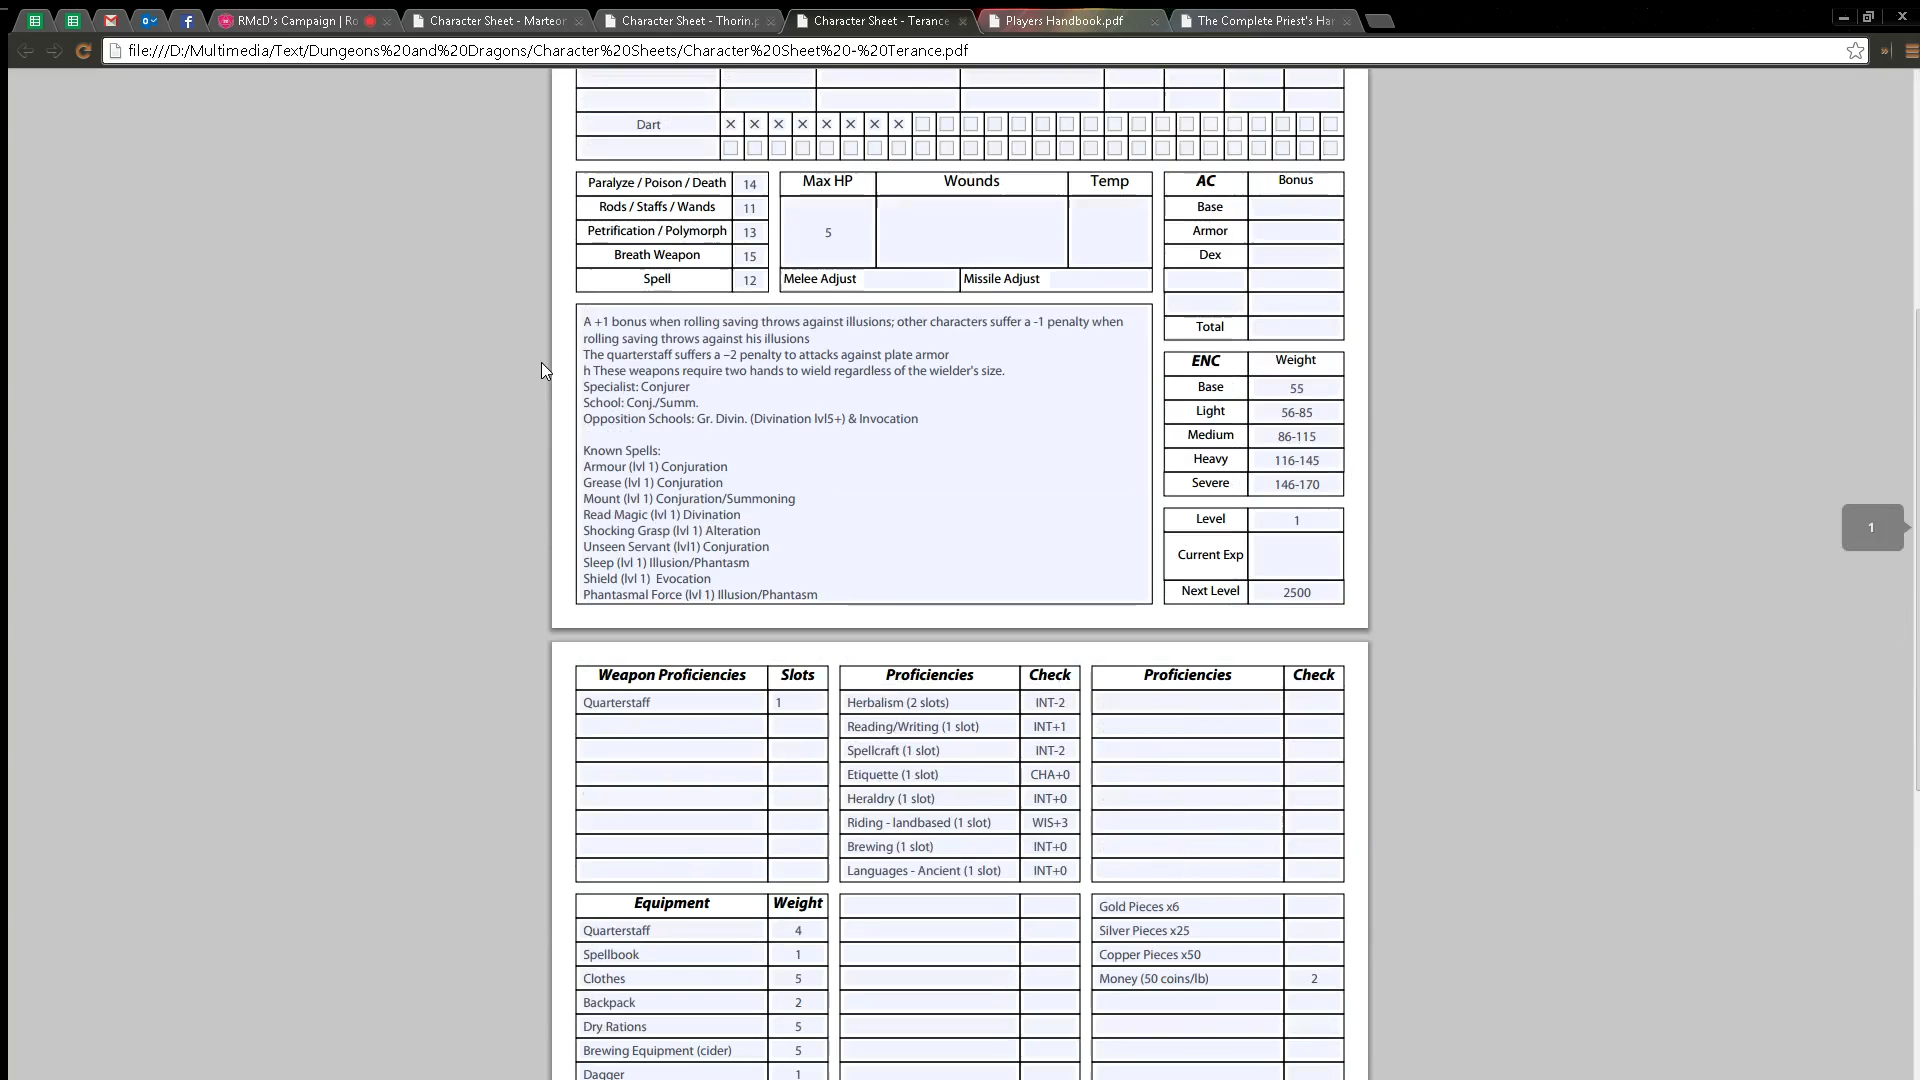 RMcD's Campaign | Ro
Character Sheet - Marteor
Character Sheet - Thorin.p
Character Sheet - Terance
Players Handbook.pdf
The Complete Priest's Har
file:///D:/Multimedia/Text/Dungeons%20and%20Dragons/Character%20Sheets/Character%20Sheet%20-%20Terance.pdf
Dart
Paralyze / Poison / Death 14
Rods / Staffs / Wands 11
Petrification / Polymorph 13
Breath Weapon 15
Spell 12
Max HP Wounds Temp
5
Melee Adjust Missile Adjust
AC Bonus
Base
Armor
Dex
Total
A +1 bonus when rolling saving throws against illusions; other characters suffer a -1 penalty when
rolling saving throws against his illusions
The quarterstaff suffers a –2 penalty to attacks against plate armor
h These weapons require two hands to wield regardless of the wielder's size.
Specialist: Conjurer
School: Conj./Summ.
Opposition Schools: Gr. Divin. (Divination lvl5+) & Invocation
Known Spells:
Armour (lvl 1) Conjuration
Grease (lvl 1) Conjuration
Mount (lvl 1) Conjuration/Summoning
Read Magic (lvl 1) Divination
Shocking Grasp (lvl 1) Alteration
Unseen Servant (lvl1) Conjuration
Sleep (lvl 1) Illusion/Phantasm
Shield (lvl 1) Evocation
Phantasmal Force (lvl 1) Illusion/Phantasm
ENC Weight
Base 55
Light 56-85
Medium 86-115
Heavy 116-145
Severe 146-170
Level 1
Current Exp
Next Level 2500
1
Weapon Proficiencies Slots
Quarterstaff 1
Proficiencies Check
Herbalism (2 slots) INT-2
Reading/Writing (1 slot) INT+1
Spellcraft (1 slot) INT-2
Etiquette (1 slot) CHA+0
Heraldry (1 slot) INT+0
Riding - landbased (1 slot) WIS+3
Brewing (1 slot) INT+0
Languages - Ancient (1 slot) INT+0
Proficiencies Check
Equipment Weight
Quarterstaff 4
Spellbook 1
Clothes 5
Backpack 2
Dry Rations 5
Brewing Equipment (cider) 5
Dagger 1
Gold Pieces x6
Silver Pieces x25
Copper Pieces x50
Money (50 coins/lb) 2